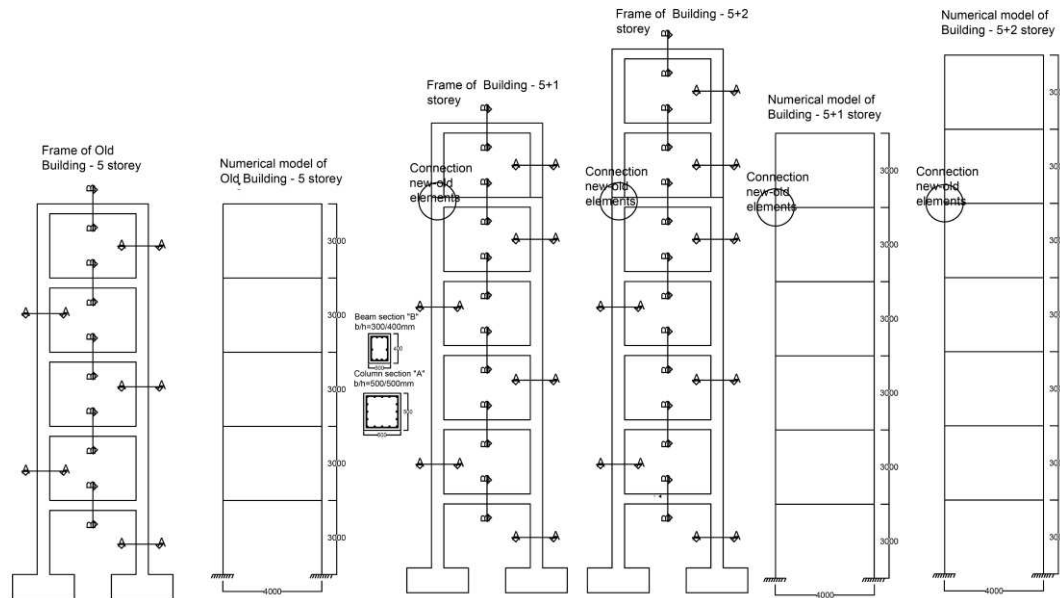 Frame of Old
Building - 5 storey
Numerical model of
Old Building - 5 storey
3000
3000
3000
3000
3000
4000
Beam section "B"
b/h=300/400mm
400
Column section "A"
b/h=500/500mm
Frame of Building - 5+1
storey
Connection
new-old
elements
Frame of Building - 5+2
storey
Connection
new-old
elements
Numerical model of
Building - 5+1 storey
Connection
new-old
elements
3000
3000
3000
3000
3000
3000
4000
Numerical model of
Building - 5+2 storey
Connection
new-old
elements
4000
A A
A A
A A
A A
A A
B
B
B
B
B
B
B
B
B
B
A A
A A
A A
A A
A A
A A
B
B
B
B
B
B
B
B
B
B
A A
A A
A A
A A
A A
A A
A A
B
B
B
B
B
B
B
B
B
B